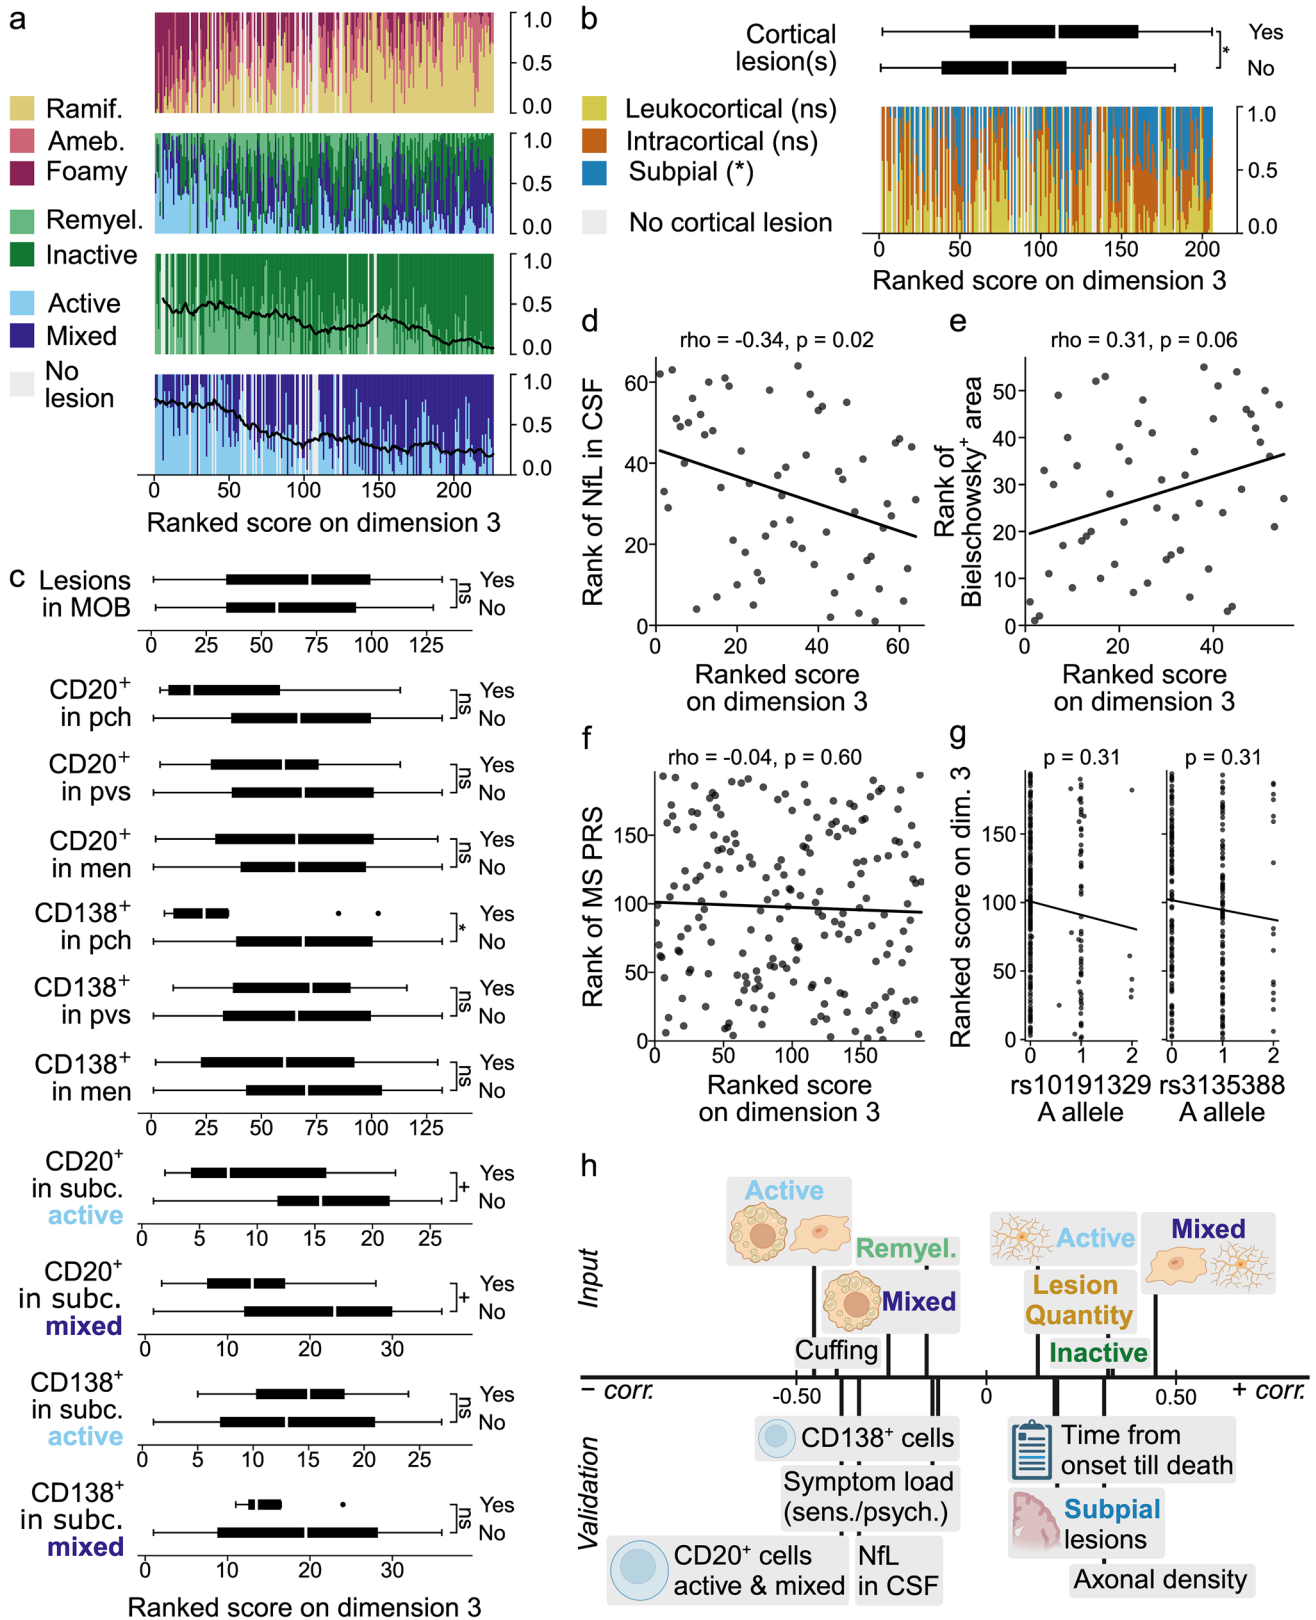 a
1.0
0.5
0.0
Ramif.
Ameb.
Foamy
1.0
0.5
0.0
Remyel.
Inactive
1.0
0.5
0.0
Active
Mixed
No
lesion
1.0
0.5
0.0
0 50 100 150 200
Ranked score on dimension 3
b
Cortical
lesion(s)
Yes
*
No
Leukocortical (ns)
Intracortical (ns)
Subpial (*)
No cortical lesion
1.0
0.5
0.0
0 50 100 150 200
Ranked score on dimension 3
c
Lesions
in MOB
Yes
ns
No
0 25 50 75 100 125
CD20+
in pch
Yes
ns
No
CD20+
in pvs
Yes
ns
No
CD20+
in men
Yes
ns
No
CD138+
in pch
Yes
*
No
CD138+
in pvs
Yes
ns
No
CD138+
in men
Yes
ns
No
0 25 50 75 100 125
CD20+
in subc.
active
Yes
+
No
0 5 10 15 20 25
CD20+
in subc.
mixed
Yes
+
No
0 10 20 30
CD138+
in subc.
active
Yes
ns
No
0 5 10 15 20 25
CD138+
in subc.
mixed
Yes
ns
No
0 10 20 30
Ranked score on dimension 3
d
rho = -0.34, p = 0.02
Rank of NfL in CSF
60
40
20
0
0 20 40 60
Ranked score
on dimension 3
e
rho = 0.31, p = 0.06
Rank of
Bielschowsky+ area
50
40
30
20
10
0
0 20 40
Ranked score
on dimension 3
f
rho = -0.04, p = 0.60
Rank of MS PRS
150
100
50
0
0 50 100 150
Ranked score
on dimension 3
g
p = 0.31
p = 0.31
Ranked score on dim. 3
150
100
50
0
0 1 2
0 1 2
rs10191329
A allele
rs3135388
A allele
h
Input
Active
Remyel.
Mixed
Cuffing
Active
Mixed
Lesion
Quantity
Inactive
− corr.
-0.50
0
0.50
+ corr.
Validation
CD138+ cells
Symptom load
(sens./psych.)
CD20+ cells
active & mixed
NfL
in CSF
Time from
onset till death
Subpial
lesions
Axonal density